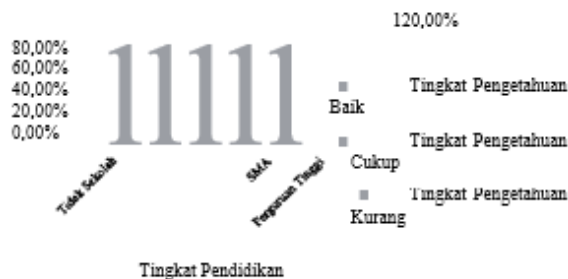 120,00%
80,00%
60,00%
40,00%
20,00%
0,00%
11111
Tidak Sekolah
SMA
Perguruan Tinggi
Tingkat Pengetahuan
Baik
Tingkat Pengetahuan
Cukup
Tingkat Pengetahuan
Kurang
Tingkat Pendidikan